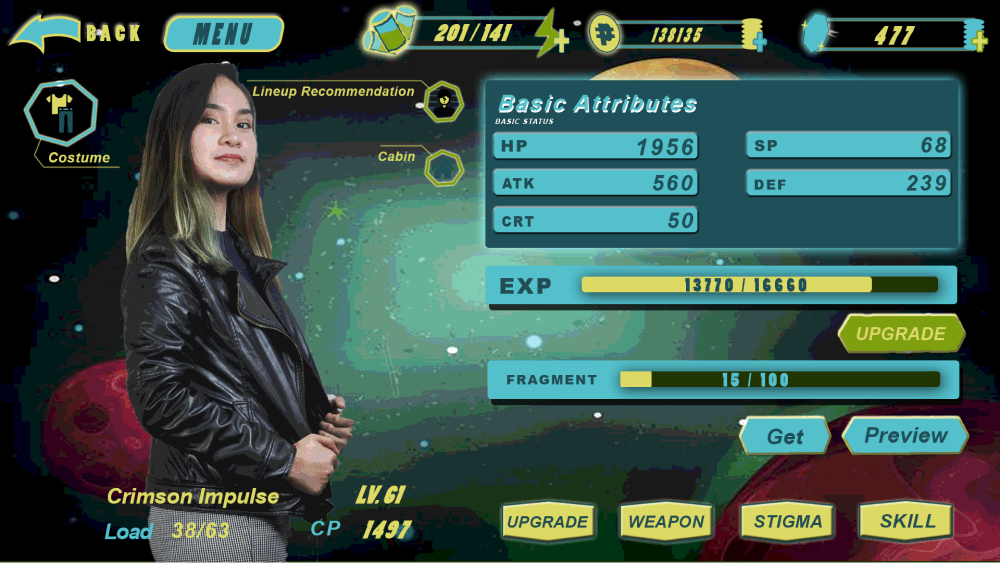 BACK
MENU
201/141
138135
477
Costume
Lineup Recommendation
Cabin
Basic Attributes
BASIC STATUS
HP 1956
SP 68
ATK 560
DEF 239
CRT 50
EXP 13770 / 16660
UPGRADE
FRAGMENT 15 / 100
Get
Preview
Crimson Impulse LV.61
Load 38/63 CP 1497
UPGRADE
WEAPON
STIGMA
SKILL